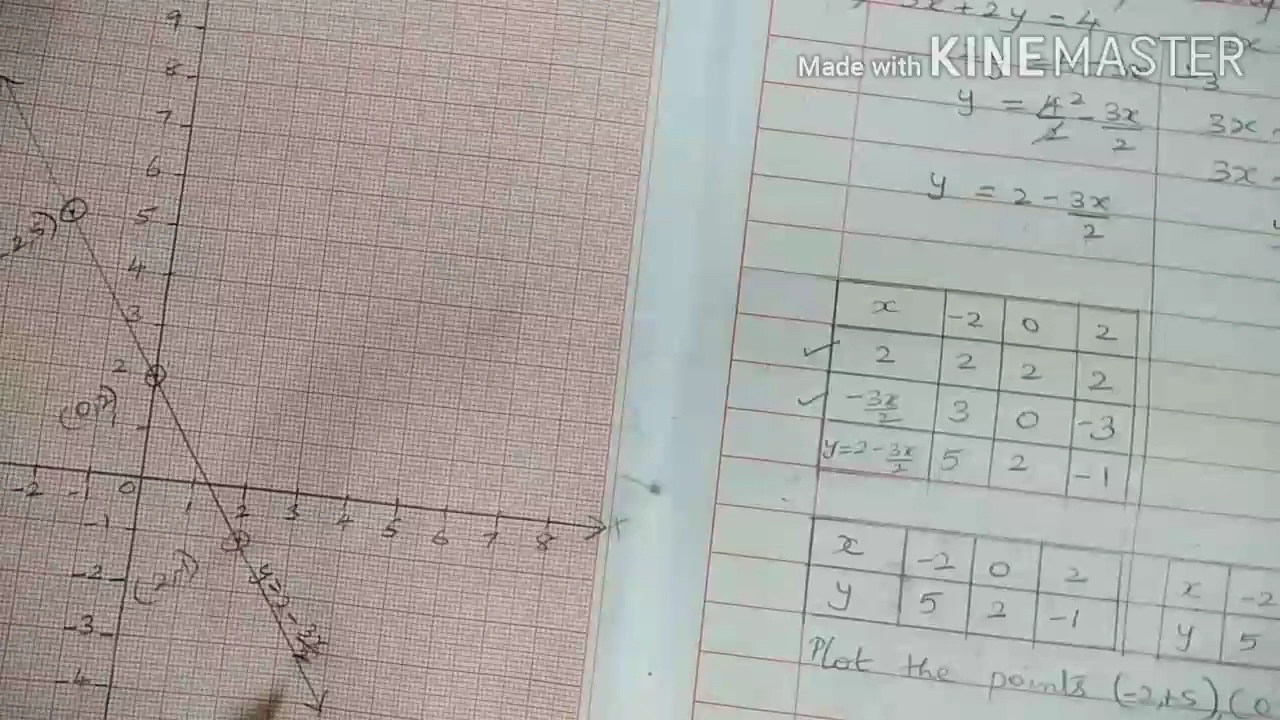 9
8
7
6
5
4
3
2
(0,2)
-2 -1 0 1 2 3 4 5 6 7 8
-1
-2
-3
-4
y=2-3x/2
3x+2y=4
Made with KINEMASTER
y = 4/2 - 3x/2
3x
3x
y = 2 - 3x/2
x -2 0 2
2 2 2 2
-3x/2 3 0 -3
y=2-3x/2 5 2 -1
x -2 0 2
y 5 2 -1
x -2
y 5
Plot the points (-2,+5), (0